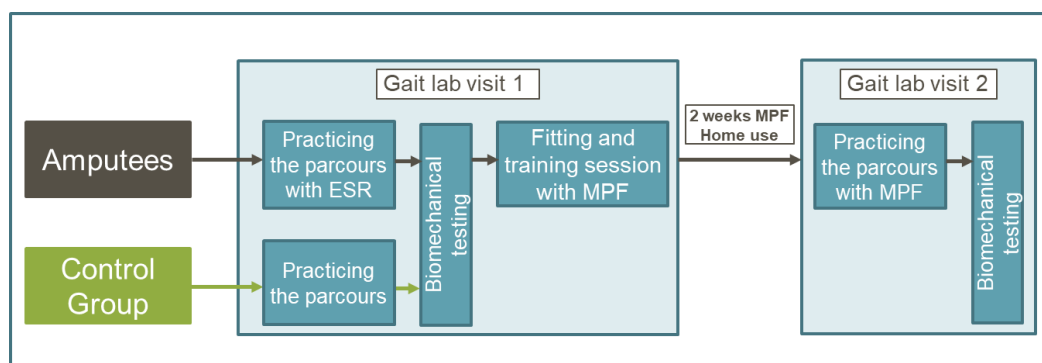 Gait lab visit 1
Gait lab visit 2
Amputees
Practicing
the parcours
with ESR
Biomechanical
testing
Fitting and
training session
with MPF
2 weeks MPF
Home use
Practicing
the parcours
with MPF
Biomechanical
testing
Control
Group
Practicing
the parcours